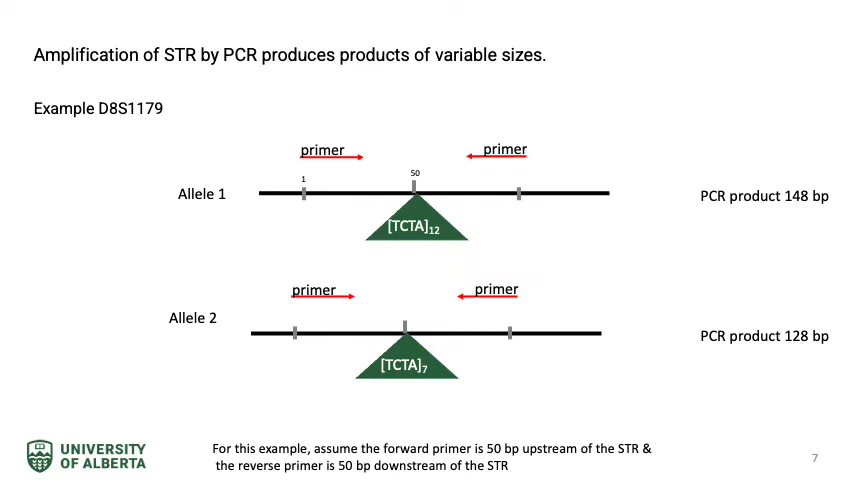 Amplification of STR by PCR produces products of variable sizes.
Example D8S1179
primer
primer
1
50
Allele 1
PCR product 148 bp
[TCTA]12
primer
primer
Allele 2
PCR product 128 bp
[TCTA]7
UNIVERSITY
OF ALBERTA
For this example, assume the forward primer is 50 bp upstream of the STR &
the reverse primer is 50 bp downstream of the STR
7